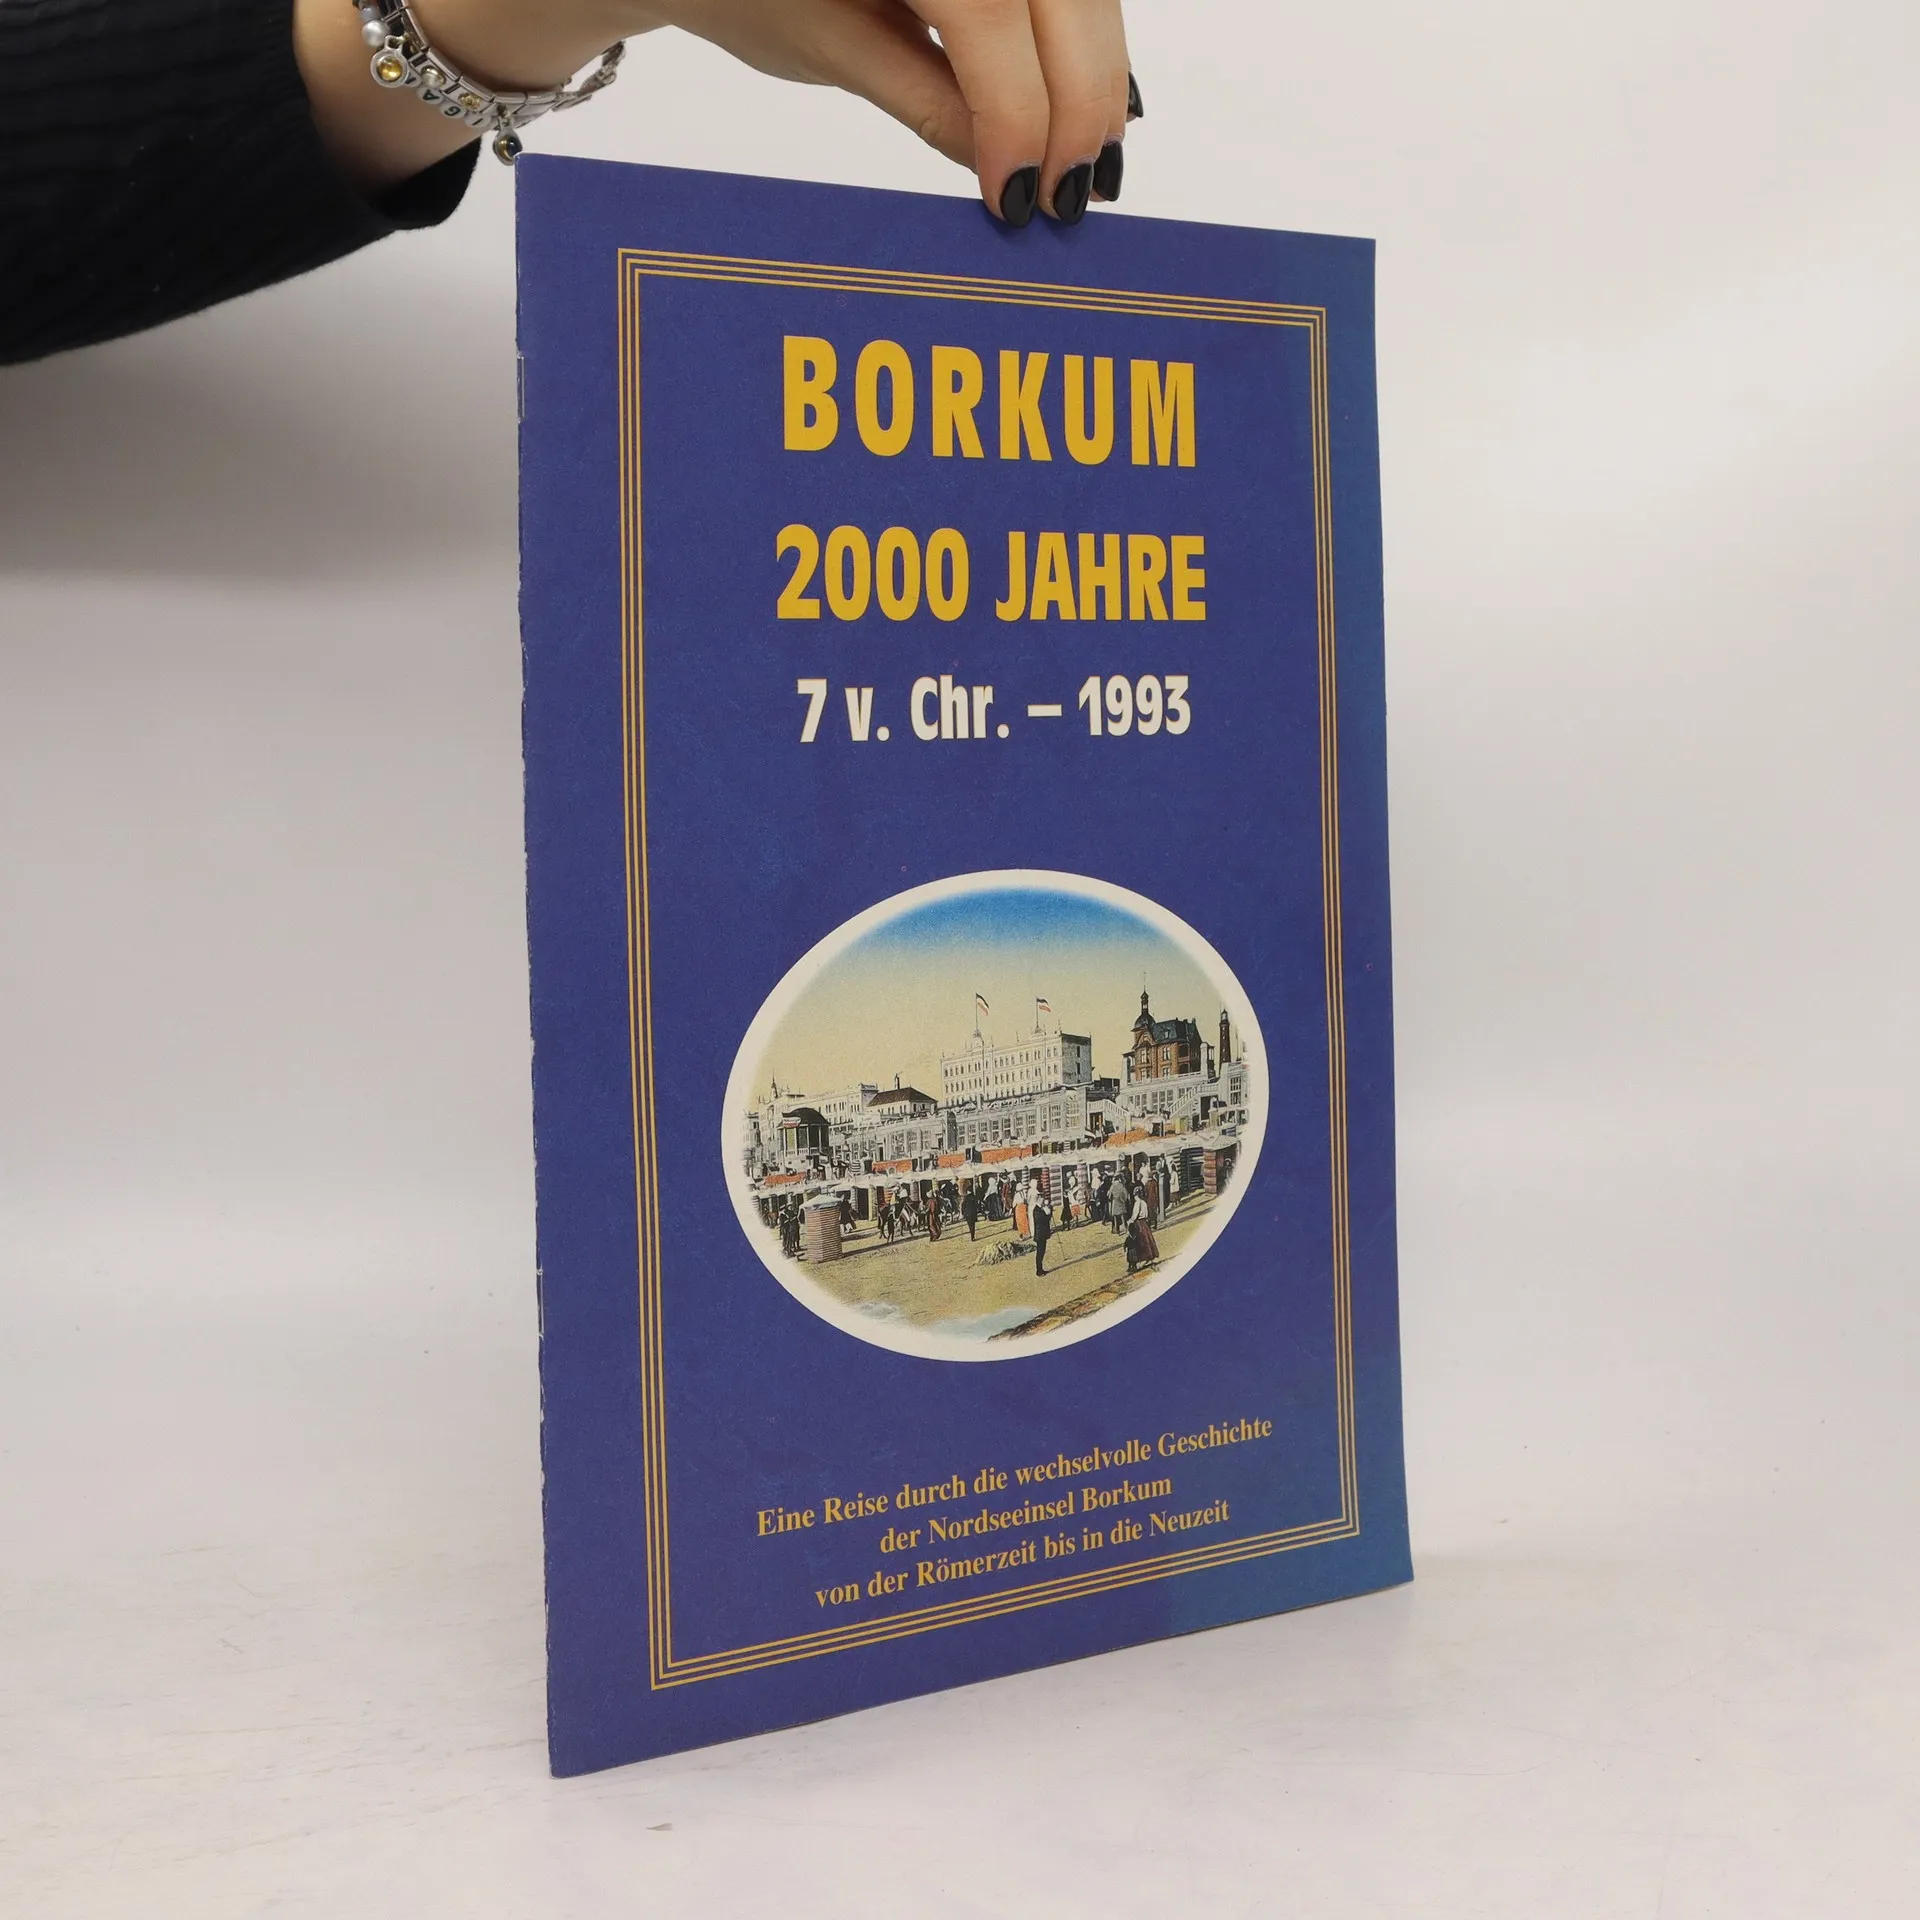 BORKUM
2000 JAHRE
7 v. Chr. – 1993
Eine Reise durch die wechselvolle Geschichte
der Nordseeinsel Borkum
von der Römerzeit bis in die Neuzeit